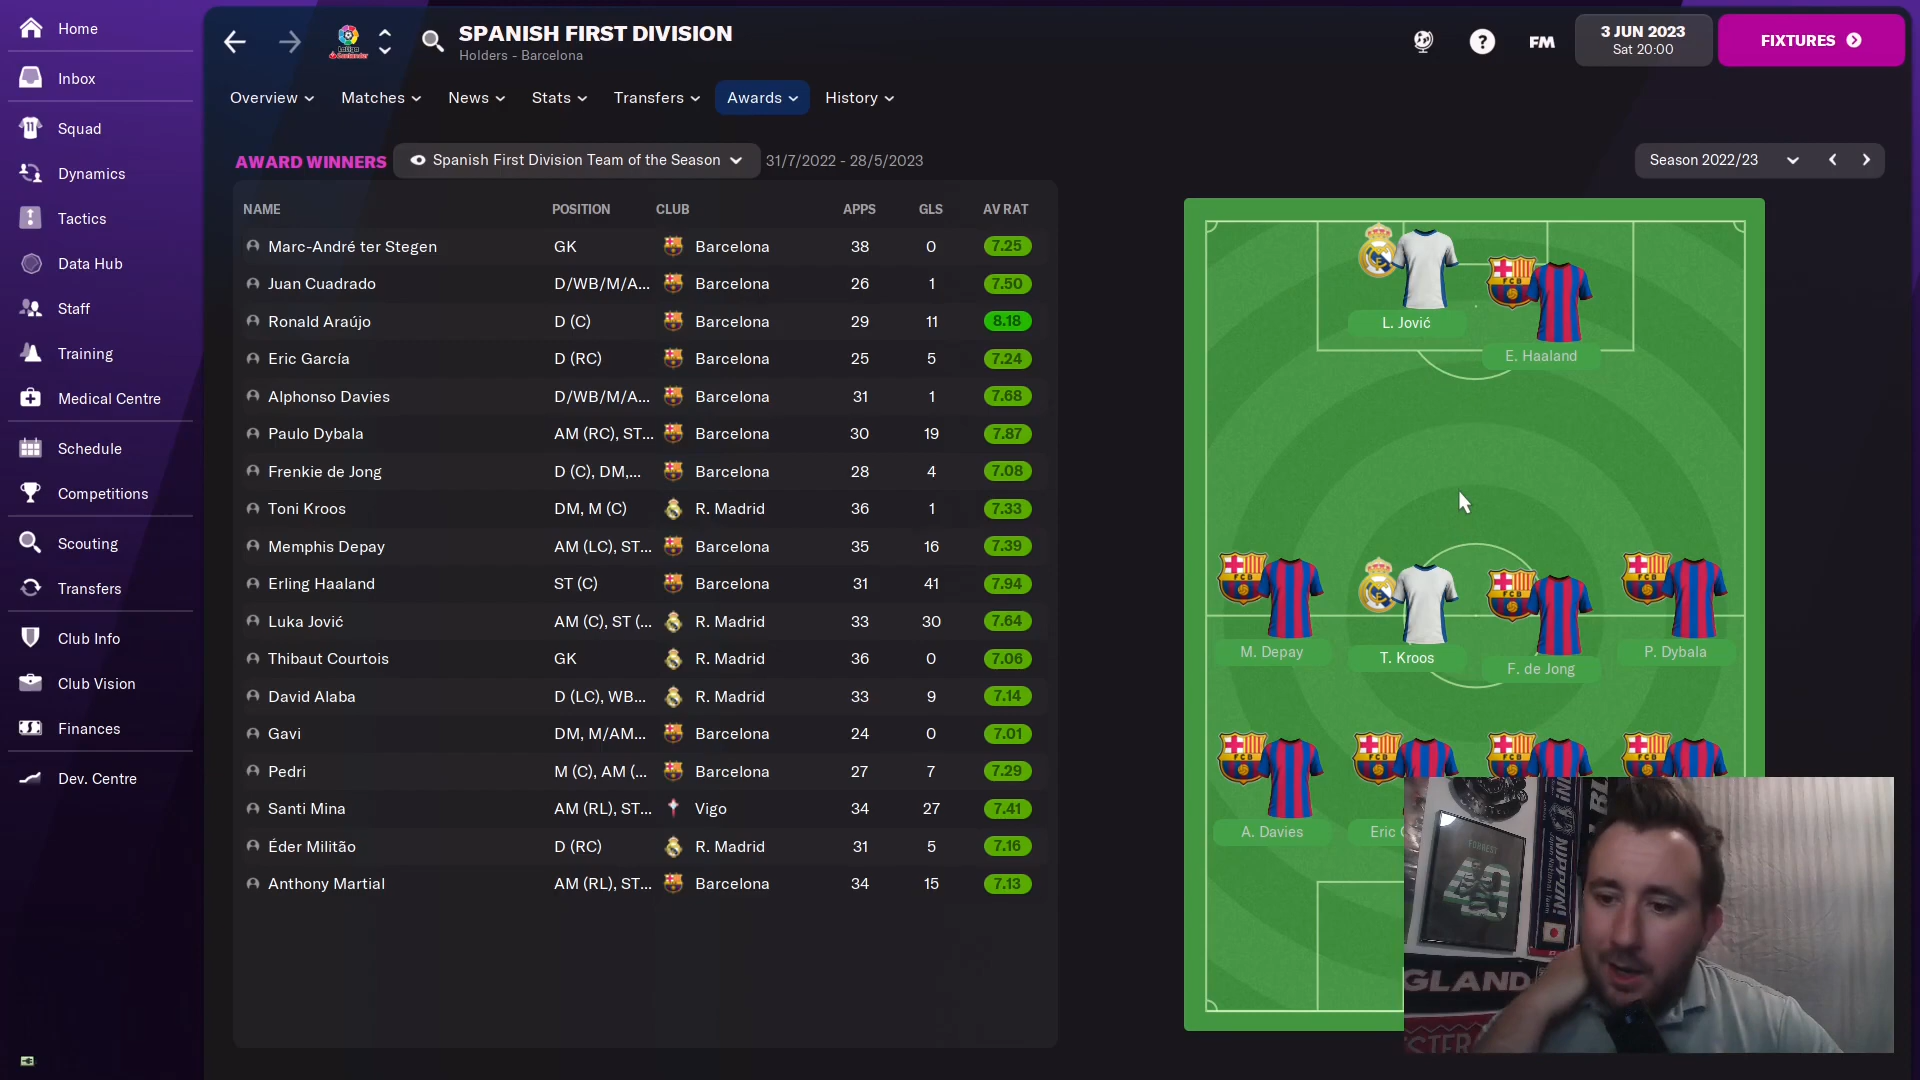 Home
Inbox
Squad
Dynamics
Tactics
Data Hub
Staff
Training
Medical Centre
Schedule
Competitions
Scouting
Transfers
Club Info
Club Vision
Finances
Dev. Centre
SPANISH FIRST DIVISION
Holders - Barcelona
? FM
3 JUN 2023
Sat 20:00
FIXTURES
Overview Matches News Stats Transfers Awards History
AWARD WINNERS Spanish First Division Team of the Season 31/7/2022 - 28/5/2023
Season 2022/23
NAME POSITION CLUB APPS GLS AV RAT
Marc-André ter Stegen GK Barcelona 38 0 7.25
Juan Cuadrado D/WB/M/A... Barcelona 26 1 7.50
Ronald Araújo D (C) Barcelona 29 11 8.18
Eric García D (RC) Barcelona 25 5 7.24
Alphonso Davies D/WB/M/A... Barcelona 31 1 7.68
Paulo Dybala AM (RC), ST... Barcelona 30 19 7.87
Frenkie de Jong D (C), DM,... Barcelona 28 4 7.08
Toni Kroos DM, M (C) R. Madrid 36 1 7.33
Memphis Depay AM (LC), ST... Barcelona 35 16 7.39
Erling Haaland ST (C) Barcelona 31 41 7.94
Luka Jović AM (C), ST (... R. Madrid 33 30 7.64
Thibaut Courtois GK R. Madrid 36 0 7.06
David Alaba D (LC), WB... R. Madrid 33 9 7.14
Gavi DM, M/AM... Barcelona 24 0 7.01
Pedri M (C), AM (... Barcelona 27 7 7.29
Santi Mina AM (RL), ST... Vigo 34 27 7.41
Éder Militão D (RC) R. Madrid 31 5 7.16
Anthony Martial AM (RL), ST... Barcelona 34 15 7.13
L. Jović
E. Haaland
M. Depay
T. Kroos
F. de Jong
P. Dybala
A. Davies
Eric
FORREST
49
NIPPON!
GLAND